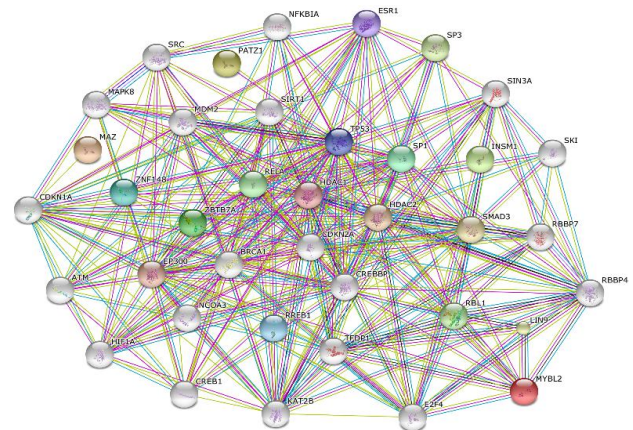 NFKBIA
ESR1
SP3
SRC
PATZ1
SIN3A
MAPK8
SIRT1
MDM2
TP53
MAZ
SP1
INSM1
SKI
RELA
ZNF148
HDAC1
CDKN1A
HDAC2
ZBTB7A
SMAD3
RBBP7
CDKN2A
BRCA1
EP300
CREBBP
ATM
RBBP4
NCOA3
RBL1
RREB1
LIN9
HIF1A
TFDP1
MYBL2
CREB1
KAT2B
E2F4